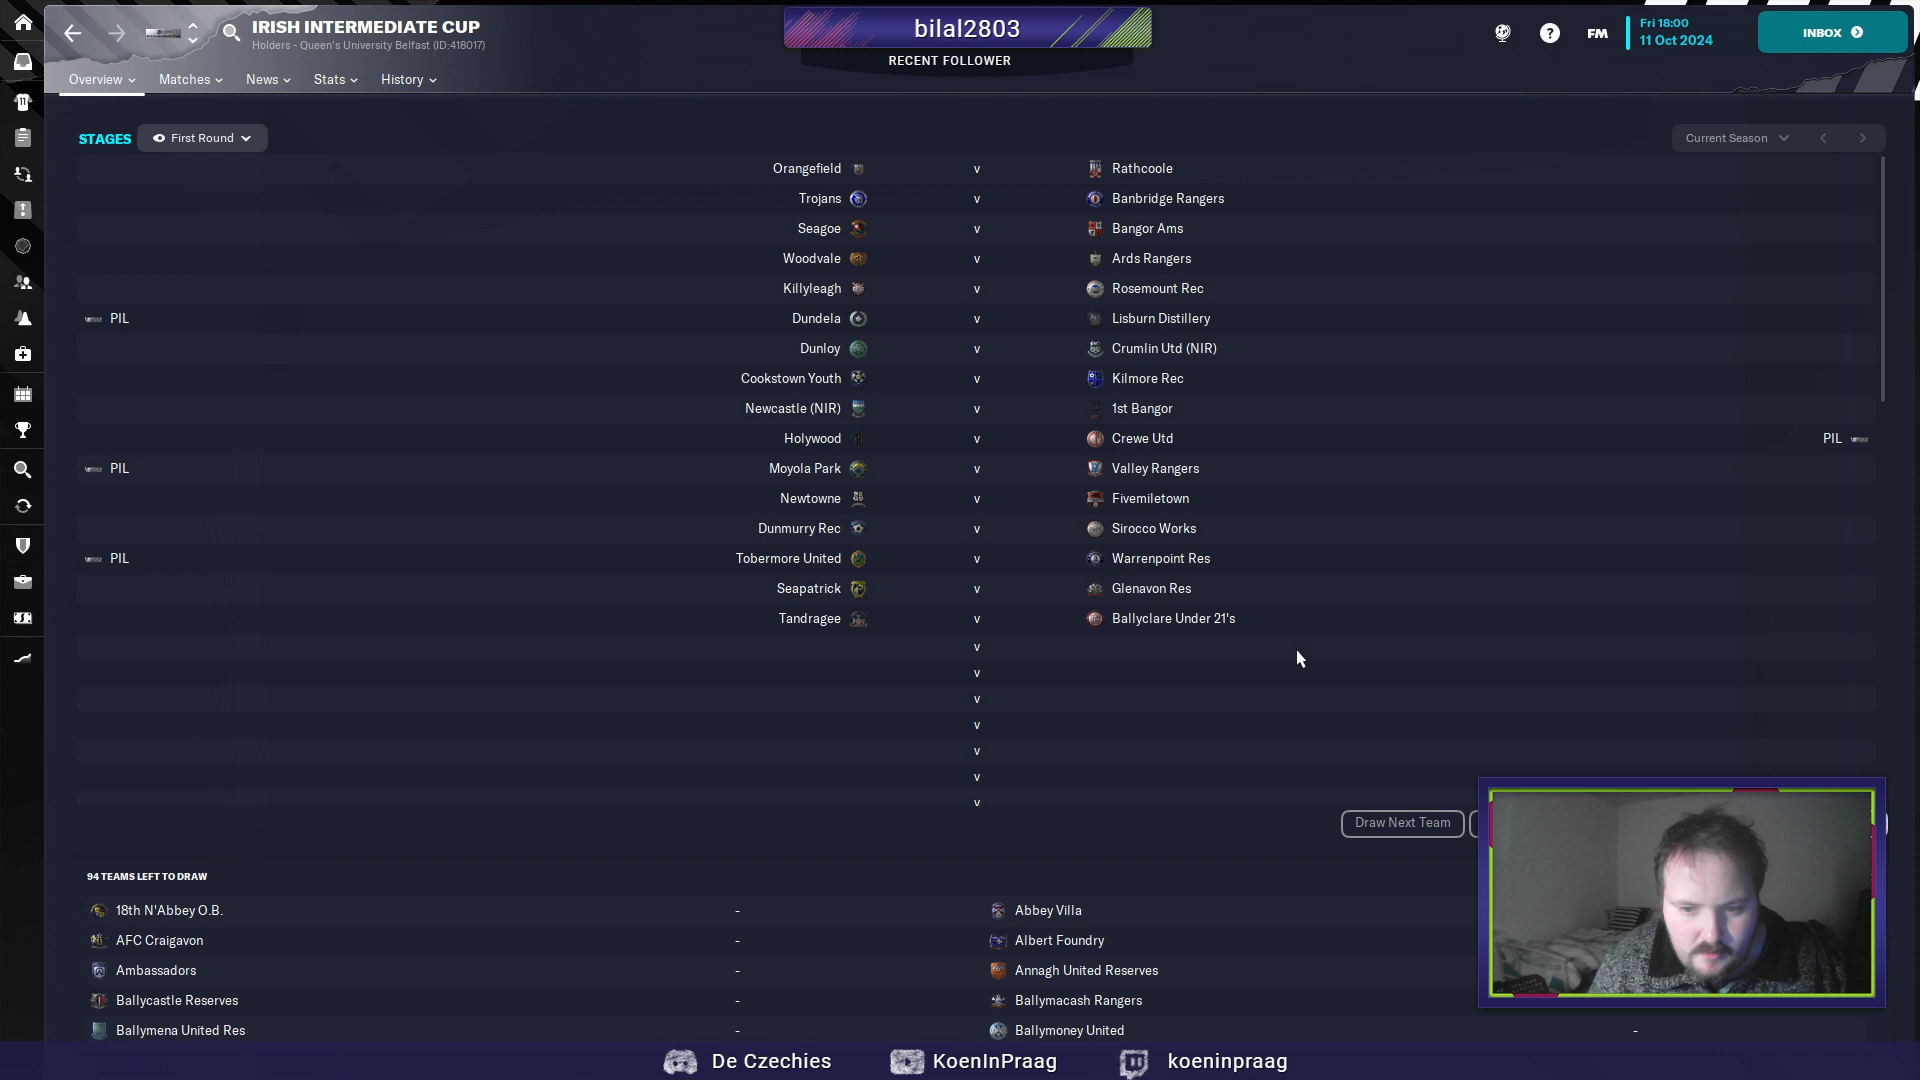 IRISH INTERMEDIATE CUP
Holders - Queen's University Belfast (ID:418017)
bilal2803
RECENT FOLLOWER
FM
Fri 18:00
11 Oct 2024
INBOX
Overview Matches News Stats History
STAGES First Round Current Season
Orangefield v Rathcoole
Trojans v Banbridge Rangers
Seagoe v Bangor Ams
Woodvale v Ards Rangers
Killyleagh v Rosemount Rec
PIL Dundela v Lisburn Distillery
Dunloy v Crumlin Utd (NIR)
Cookstown Youth v Kilmore Rec
Newcastle (NIR) v 1st Bangor
Holywood v Crewe Utd PIL
PIL Moyola Park v Valley Rangers
Newtowne v Fivemiletown
Dunmurry Rec v Sirocco Works
PIL Tobermore United v Warrenpoint Res
Seapatrick v Glenavon Res
Tandragee v Ballyclare Under 21's
v
v
v
v
v
v
v
Draw Next Team
94 TEAMS LEFT TO DRAW
18th N'Abbey O.B. - Abbey Villa
AFC Craigavon - Albert Foundry
Ambassadors - Annagh United Reserves
Ballycastle Reserves - Ballymacash Rangers
Ballymena United Res - Ballymoney United -
De Czechies KoenInPraag koeninpraag